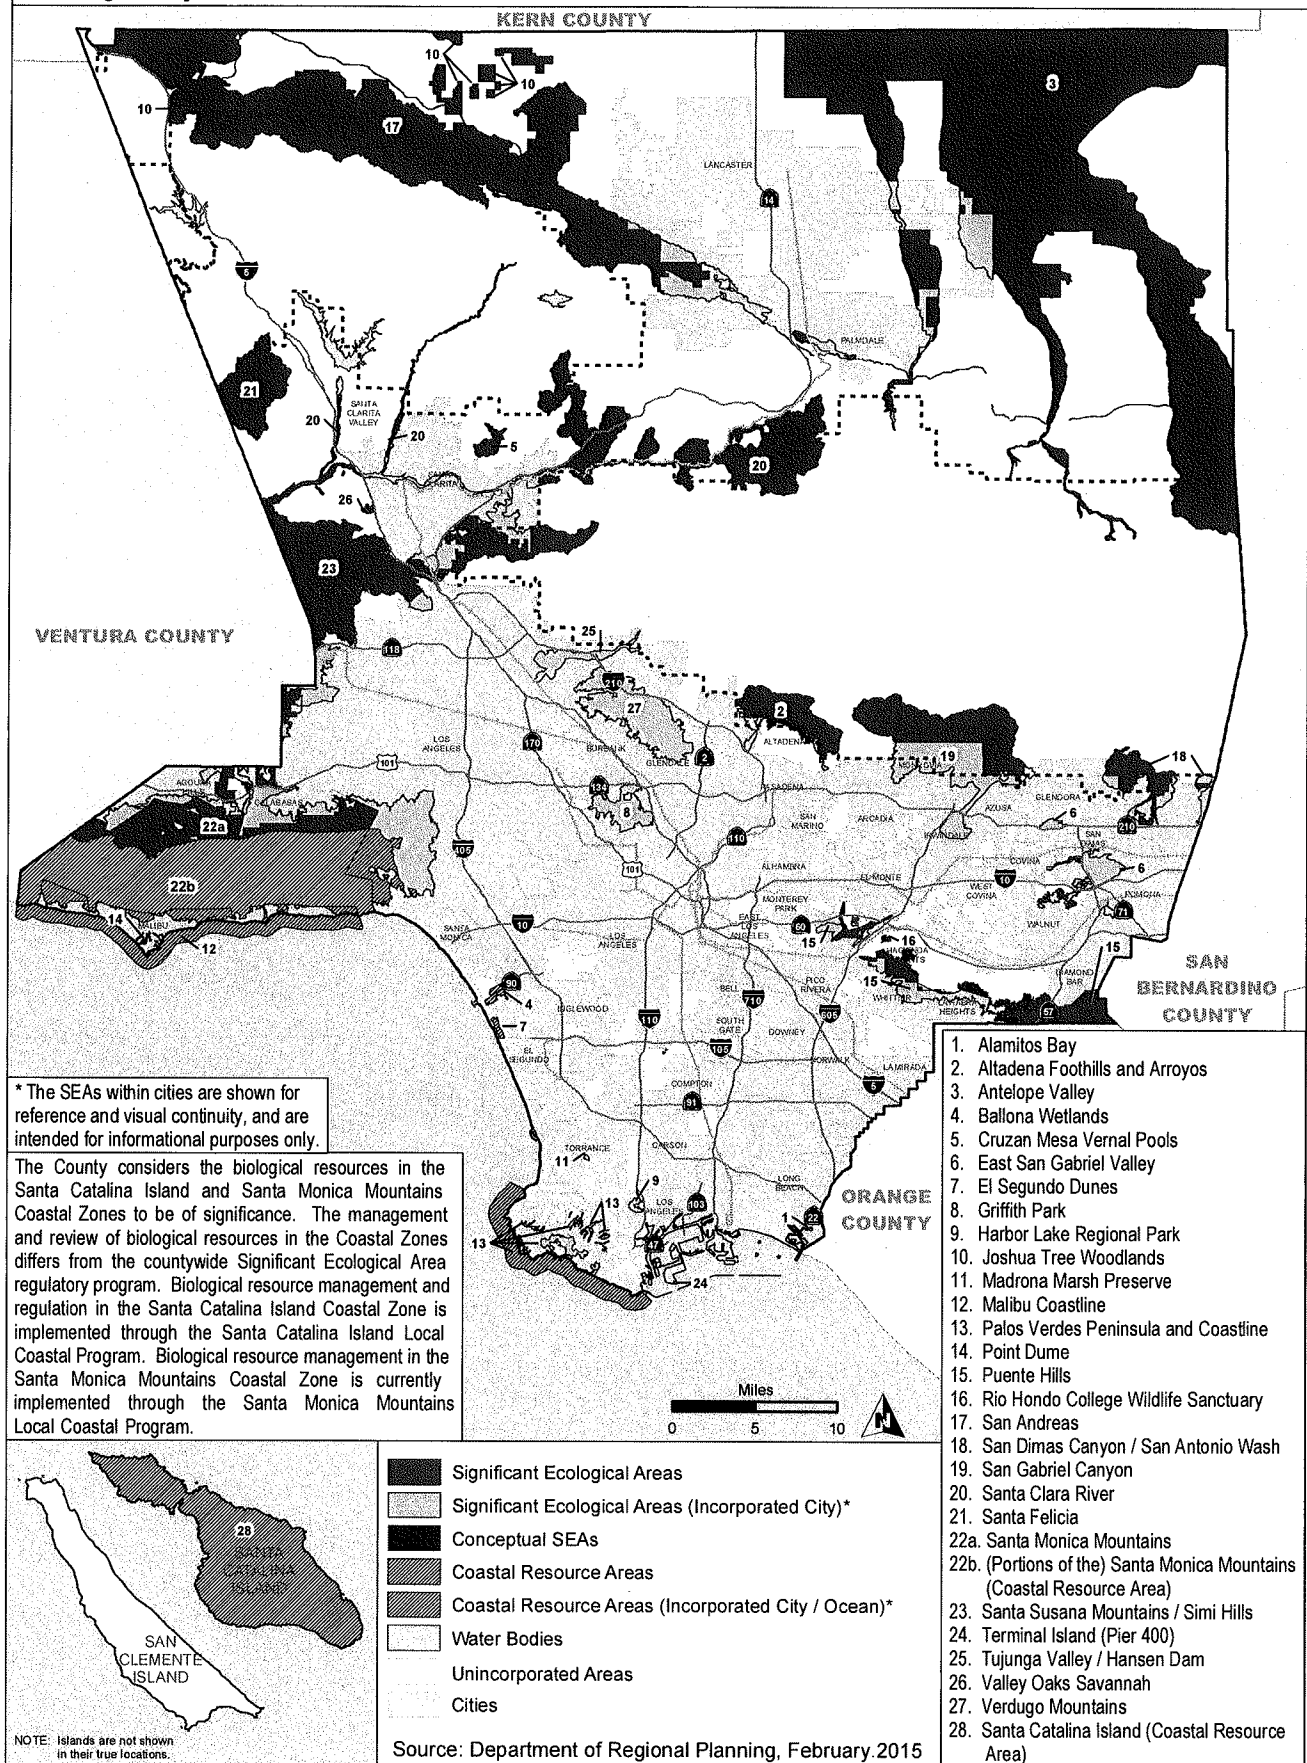 KERN COUNTY
10
10
3
10
17
LANCASTER
14
5
PALMDALE
21
SANTA
CLARITA
VALLEY
20
20
5
20
26
23
VENTURA COUNTY
25
118
210
27
2
LOS
ANGELES
170
BURBANK
ALTADENA
GLENDALE
2
19
18
101
CALABASAS
8
AZUSA
GLENDORA
6
210
22a
SAN
MARINO
ARCADIA
IRWINDALE
SAN
DIMAS
405
110
101
ALHAMBRA
EL MONTE
COVINA
6
22b
10
WEST
COVINA
POMONA
MONTEREY
PARK
71
14
MALIBU
12
SANTA
MONICA
10
LOS
ANGELES
EAST
LOS
ANGELES
60
15
16
WALNUT
15
DIAMOND
BAR
SAN
BERNARDINO
COUNTY
90
4
INGLEWOOD
BELL
710
PICO
RIVERA
15
WHITTIER
57
110
605
7
EL
SEGUNDO
SOUTH
GATE
DOWNEY
105
NORWALK
LA MIRADA
5
COMPTON
91
TORRANCE
11
CARSON
9
13
LOS
ANGELES
103
LONG
BEACH
1
22
ORANGE
COUNTY
13
47
24
* The SEAs within cities are shown for
reference and visual continuity, and are
intended for informational purposes only.
The County considers the biological resources in the
Santa Catalina Island and Santa Monica Mountains
Coastal Zones to be of significance. The management
and review of biological resources in the Coastal Zones
differs from the countywide Significant Ecological Area
regulatory program. Biological resource management and
regulation in the Santa Catalina Island Coastal Zone is
implemented through the Santa Catalina Island Local
Coastal Program. Biological resource management in the
Santa Monica Mountains Coastal Zone is currently
implemented through the Santa Monica Mountains
Local Coastal Program.
Miles
0 5 10
N
1. Alamitos Bay
2. Altadena Foothills and Arroyos
3. Antelope Valley
4. Ballona Wetlands
5. Cruzan Mesa Vernal Pools
6. East San Gabriel Valley
7. El Segundo Dunes
8. Griffith Park
9. Harbor Lake Regional Park
10. Joshua Tree Woodlands
11. Madrona Marsh Preserve
12. Malibu Coastline
13. Palos Verdes Peninsula and Coastline
14. Point Dume
15. Puente Hills
16. Rio Hondo College Wildlife Sanctuary
17. San Andreas
18. San Dimas Canyon / San Antonio Wash
19. San Gabriel Canyon
20. Santa Clara River
21. Santa Felicia
22a. Santa Monica Mountains
22b. (Portions of the) Santa Monica Mountains
(Coastal Resource Area)
23. Santa Susana Mountains / Simi Hills
24. Terminal Island (Pier 400)
25. Tujunga Valley / Hansen Dam
26. Valley Oaks Savannah
27. Verdugo Mountains
28. Santa Catalina Island (Coastal Resource
Area)
28
SANTA
CATALINA
ISLAND
SAN
CLEMENTE
ISLAND
NOTE: Islands are not shown
in their true locations.
Significant Ecological Areas
Significant Ecological Areas (Incorporated City)*
Conceptual SEAs
Coastal Resource Areas
Coastal Resource Areas (Incorporated City / Ocean)*
Water Bodies
Unincorporated Areas
Cities
Source: Department of Regional Planning, February.2015